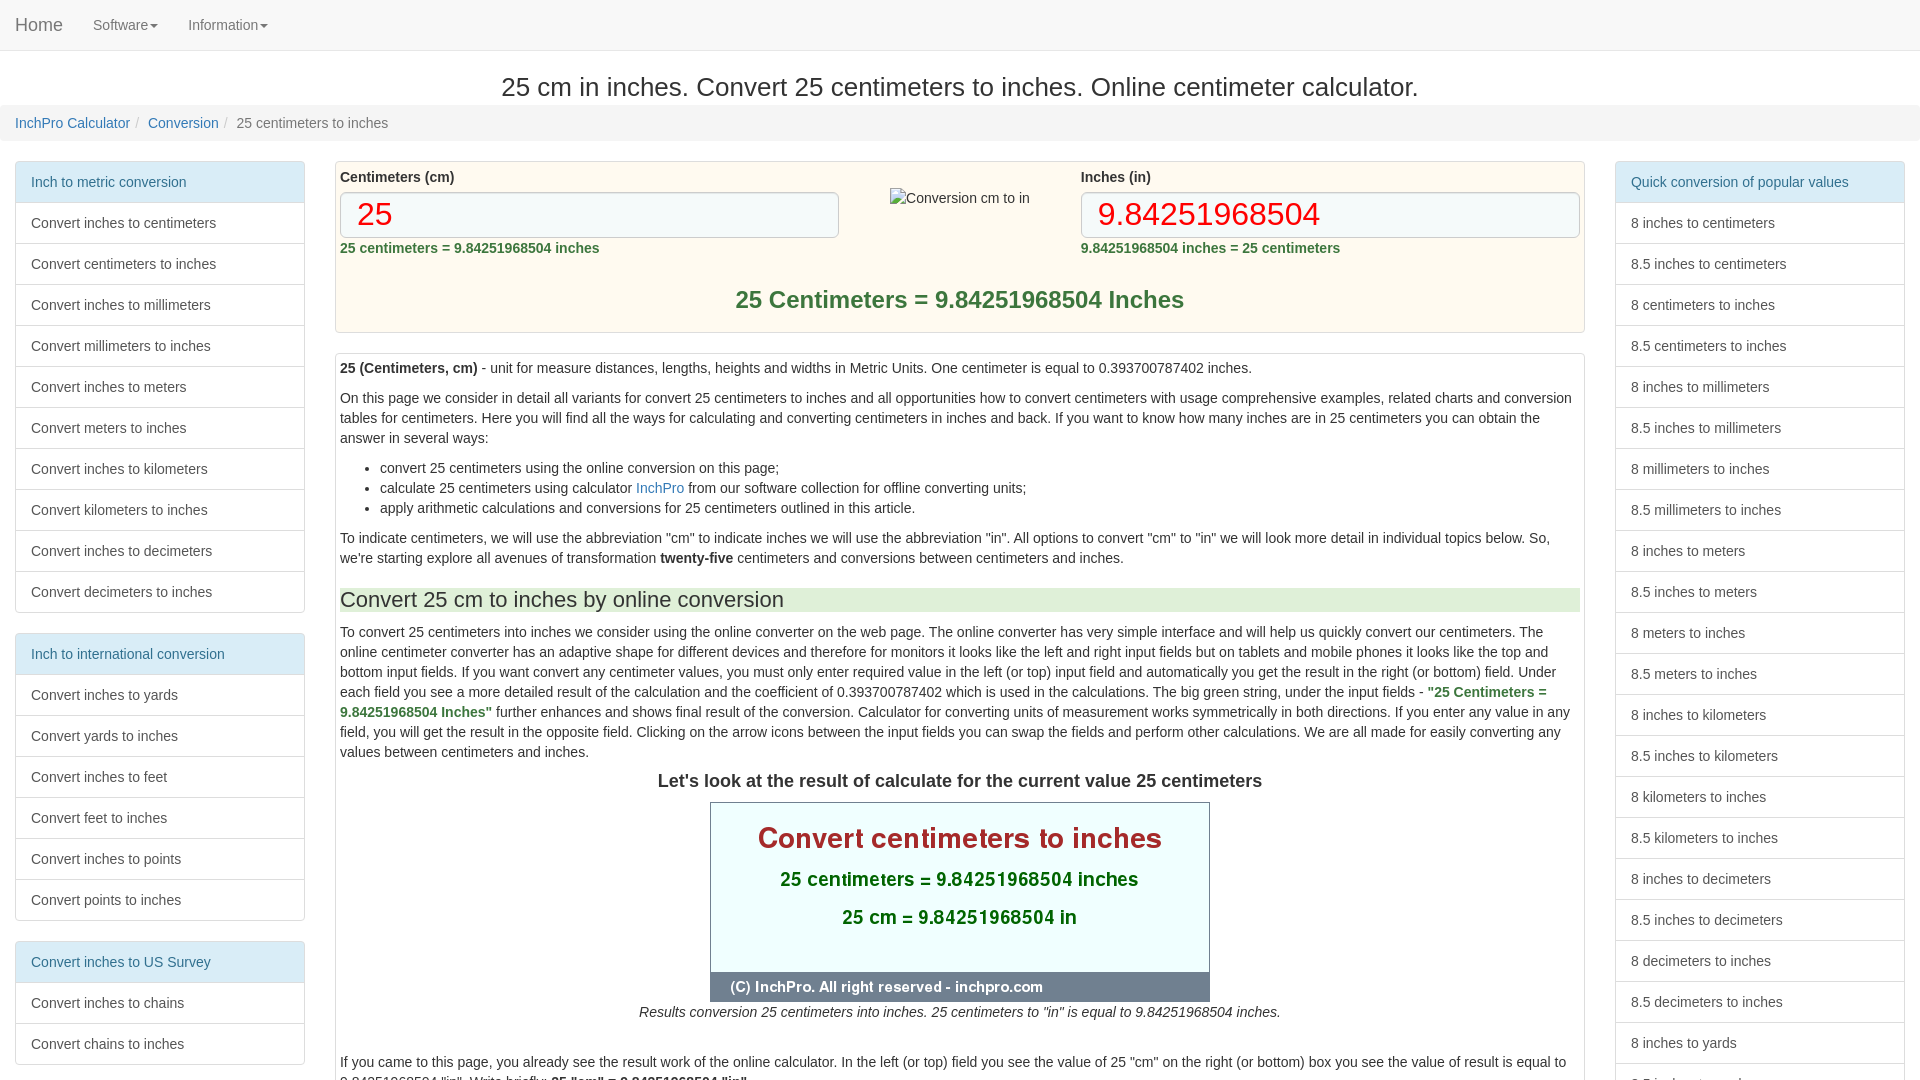 Home
Software
Information
25 cm in inches. Convert 25 centimeters to inches. Online centimeter calculator.
InchPro Calculator / Conversion / 25 centimeters to inches
Inch to metric conversion
Convert inches to centimeters
Convert centimeters to inches
Convert inches to millimeters
Convert millimeters to inches
Convert inches to meters
Convert meters to inches
Convert inches to kilometers
Convert kilometers to inches
Convert inches to decimeters
Convert decimeters to inches
Inch to international conversion
Convert inches to yards
Convert yards to inches
Convert inches to feet
Convert feet to inches
Convert inches to points
Convert points to inches
Convert inches to US Survey
Convert inches to chains
Convert chains to inches
Centimeters (cm)
25
25 centimeters = 9.84251968504 inches
Conversion cm to in
Inches (in)
9.84251968504
9.84251968504 inches = 25 centimeters
25 Centimeters = 9.84251968504 Inches
25 (Centimeters, cm) - unit for measure distances, lengths, heights and widths in Metric Units. One centimeter is equal to 0.393700787402 inches.
On this page we consider in detail all variants for convert 25 centimeters to inches and all opportunities how to convert centimeters with usage comprehensive examples, related charts and conversion
tables for centimeters. Here you will find all the ways for calculating and converting centimeters in inches and back. If you want to know how many inches are in 25 centimeters you can obtain the
answer in several ways:
• convert 25 centimeters using the online conversion on this page;
• calculate 25 centimeters using calculator InchPro from our software collection for offline converting units;
• apply arithmetic calculations and conversions for 25 centimeters outlined in this article.
To indicate centimeters, we will use the abbreviation "cm" to indicate inches we will use the abbreviation "in". All options to convert "cm" to "in" we will look more detail in individual topics below. So,
we're starting explore all avenues of transformation twenty-five centimeters and conversions between centimeters and inches.
Convert 25 cm to inches by online conversion
To convert 25 centimeters into inches we consider using the online converter on the web page. The online converter has very simple interface and will help us quickly convert our centimeters. The
online centimeter converter has an adaptive shape for different devices and therefore for monitors it looks like the left and right input fields but on tablets and mobile phones it looks like the top and
bottom input fields. If you want convert any centimeter values, you must only enter required value in the left (or top) input field and automatically you get the result in the right (or bottom) field. Under
each field you see a more detailed result of the calculation and the coefficient of 0.393700787402 which is used in the calculations. The big green string, under the input fields - "25 Centimeters =
9.84251968504 Inches" further enhances and shows final result of the conversion. Calculator for converting units of measurement works symmetrically in both directions. If you enter any value in any
field, you will get the result in the opposite field. Clicking on the arrow icons between the input fields you can swap the fields and perform other calculations. We are all made for easily converting any
values between centimeters and inches.
Let's look at the result of calculate for the current value 25 centimeters
Convert centimeters to inches
25 centimeters = 9.84251968504 inches
25 cm = 9.84251968504 in
(C) InchPro. All right reserved - inchpro.com
Results conversion 25 centimeters into inches. 25 centimeters to "in" is equal to 9.84251968504 inches.
If you came to this page, you already see the result work of the online calculator. In the left (or top) field you see the value of 25 "cm" on the right (or bottom) box you see the value of result is equal to
9.84251968504 "in". Write briefly: 25 "cm" = 9.84251968504 "in"
Quick conversion of popular values
8 inches to centimeters
8.5 inches to centimeters
8 centimeters to inches
8.5 centimeters to inches
8 inches to millimeters
8.5 inches to millimeters
8 millimeters to inches
8.5 millimeters to inches
8 inches to meters
8.5 inches to meters
8 meters to inches
8.5 meters to inches
8 inches to kilometers
8.5 inches to kilometers
8 kilometers to inches
8.5 kilometers to inches
8 inches to decimeters
8.5 inches to decimeters
8 decimeters to inches
8.5 decimeters to inches
8 inches to yards